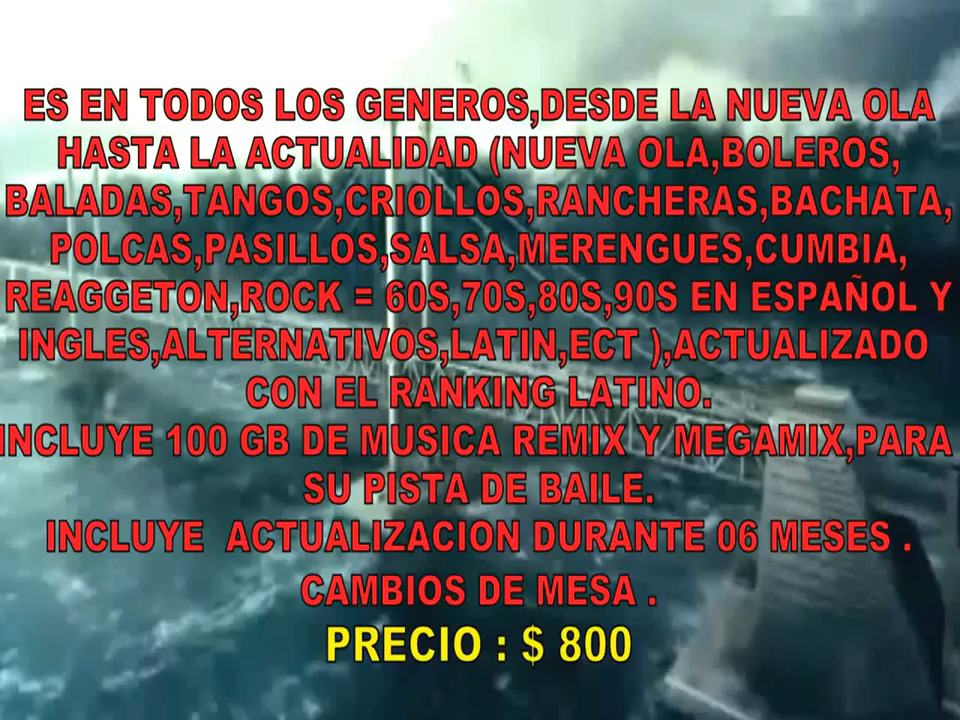 ES EN TODOS LOS GENEROS,DESDE LA NUEVA OLA
HASTA LA ACTUALIDAD (NUEVA OLA,BOLEROS,
BALADAS,TANGOS,CRIOLLOS,RANCHERAS,BACHATA,
POLCAS,PASILLOS,SALSA,MERENGUES,CUMBIA,
REAGGETON,ROCK = 60S,70S,80S,90S EN ESPAÑOL Y
INGLES,ALTERNATIVOS,LATIN,ECT ),ACTUALIZADO
CON EL RANKING LATINO.
INCLUYE 100 GB DE MUSICA REMIX Y MEGAMIX,PARA
SU PISTA DE BAILE.
INCLUYE  ACTUALIZACION DURANTE 06 MESES .
CAMBIOS DE MESA .
PRECIO : $ 800